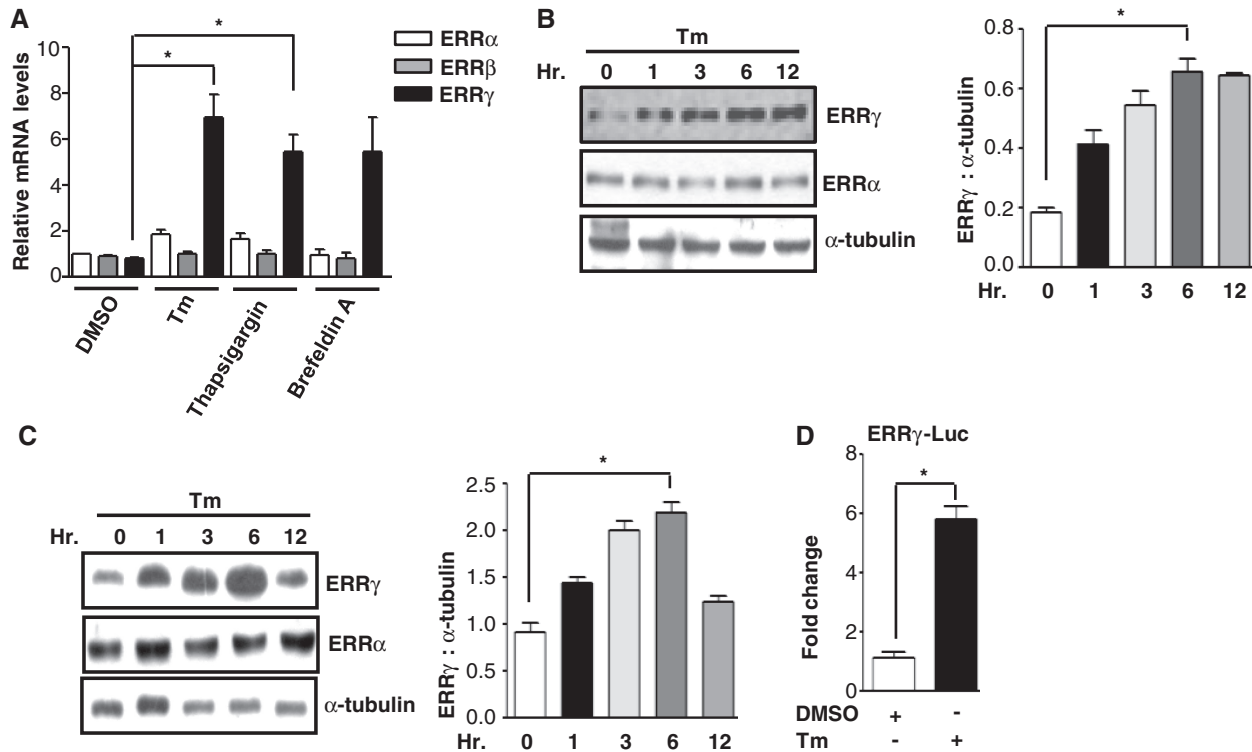 A
*
*
ERRα
ERRβ
ERRγ
Relative mRNA levels
10
8
6
4
2
0
DMSO
Tm
Thapsigargin
Brefeldin A
B
Tm
Hr. 0 1 3 6 12
ERRγ
ERRα
α-tubulin
*
ERRγ : α-tubulin
0.8
0.6
0.4
0.2
0.0
Hr. 0 1 3 6 12
C
Tm
Hr. 0 1 3 6 12
ERRγ
ERRα
α-tubulin
*
ERRγ : α-tubulin
2.5
2.0
1.5
1.0
0.5
0.0
Hr. 0 1 3 6 12
D
ERRγ-Luc
*
Fold change
8
6
4
2
0
DMSO + -
Tm - +